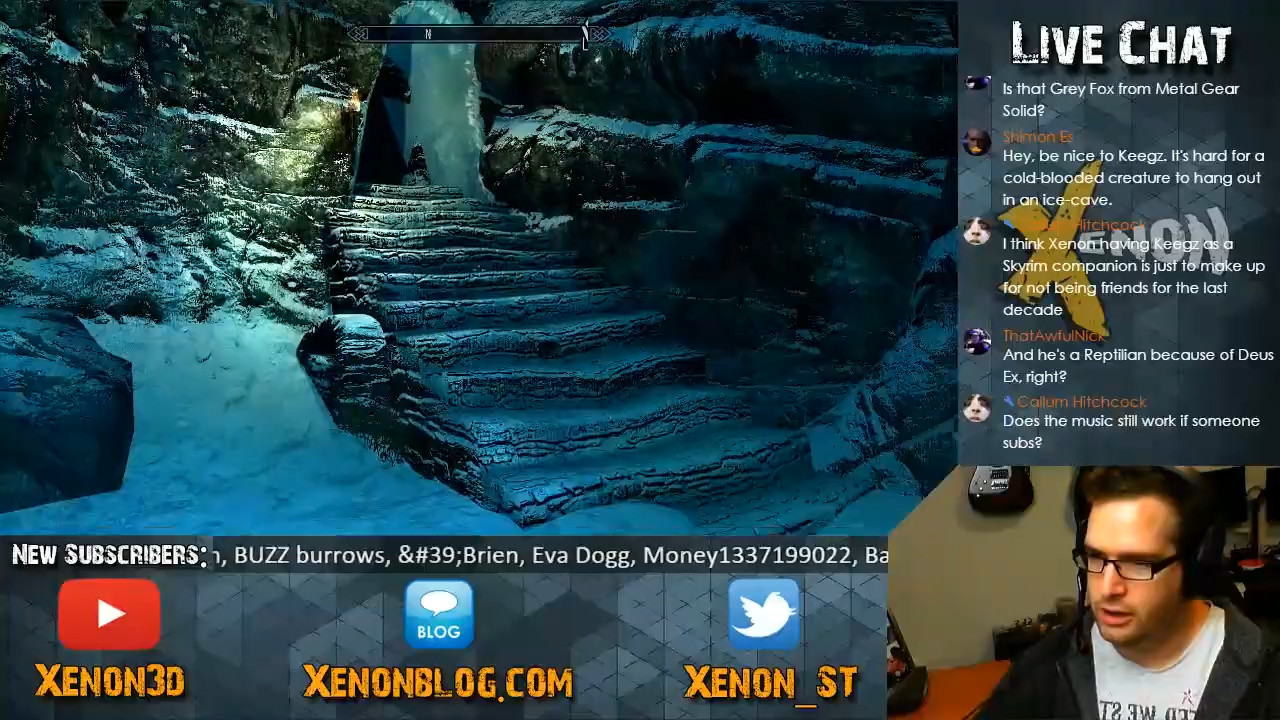 N
LIVE CHAT
Is that Grey Fox from Metal Gear
Solid?
Shimon Es
Hey, be nice to Keegz. It's hard for a
cold-blooded creature to hang out
in an ice-cave.
Hitchcock
I think Xenon having Keegz as a
Skyrim companion is just to make up
for not being friends for the last
decade
XENON
ThatAwfulNick
And he's a Reptilian because of Deus
Ex, right?
Callum Hitchcock
Does the music still work if someone
subs?
NEW SUBSCRIBERS:
, BUZZ burrows, &#39;Brien, Eva Dogg, Money1337199022, Ba
BLOG
XENON3D
XENONBLOG.COM
XENON_ST